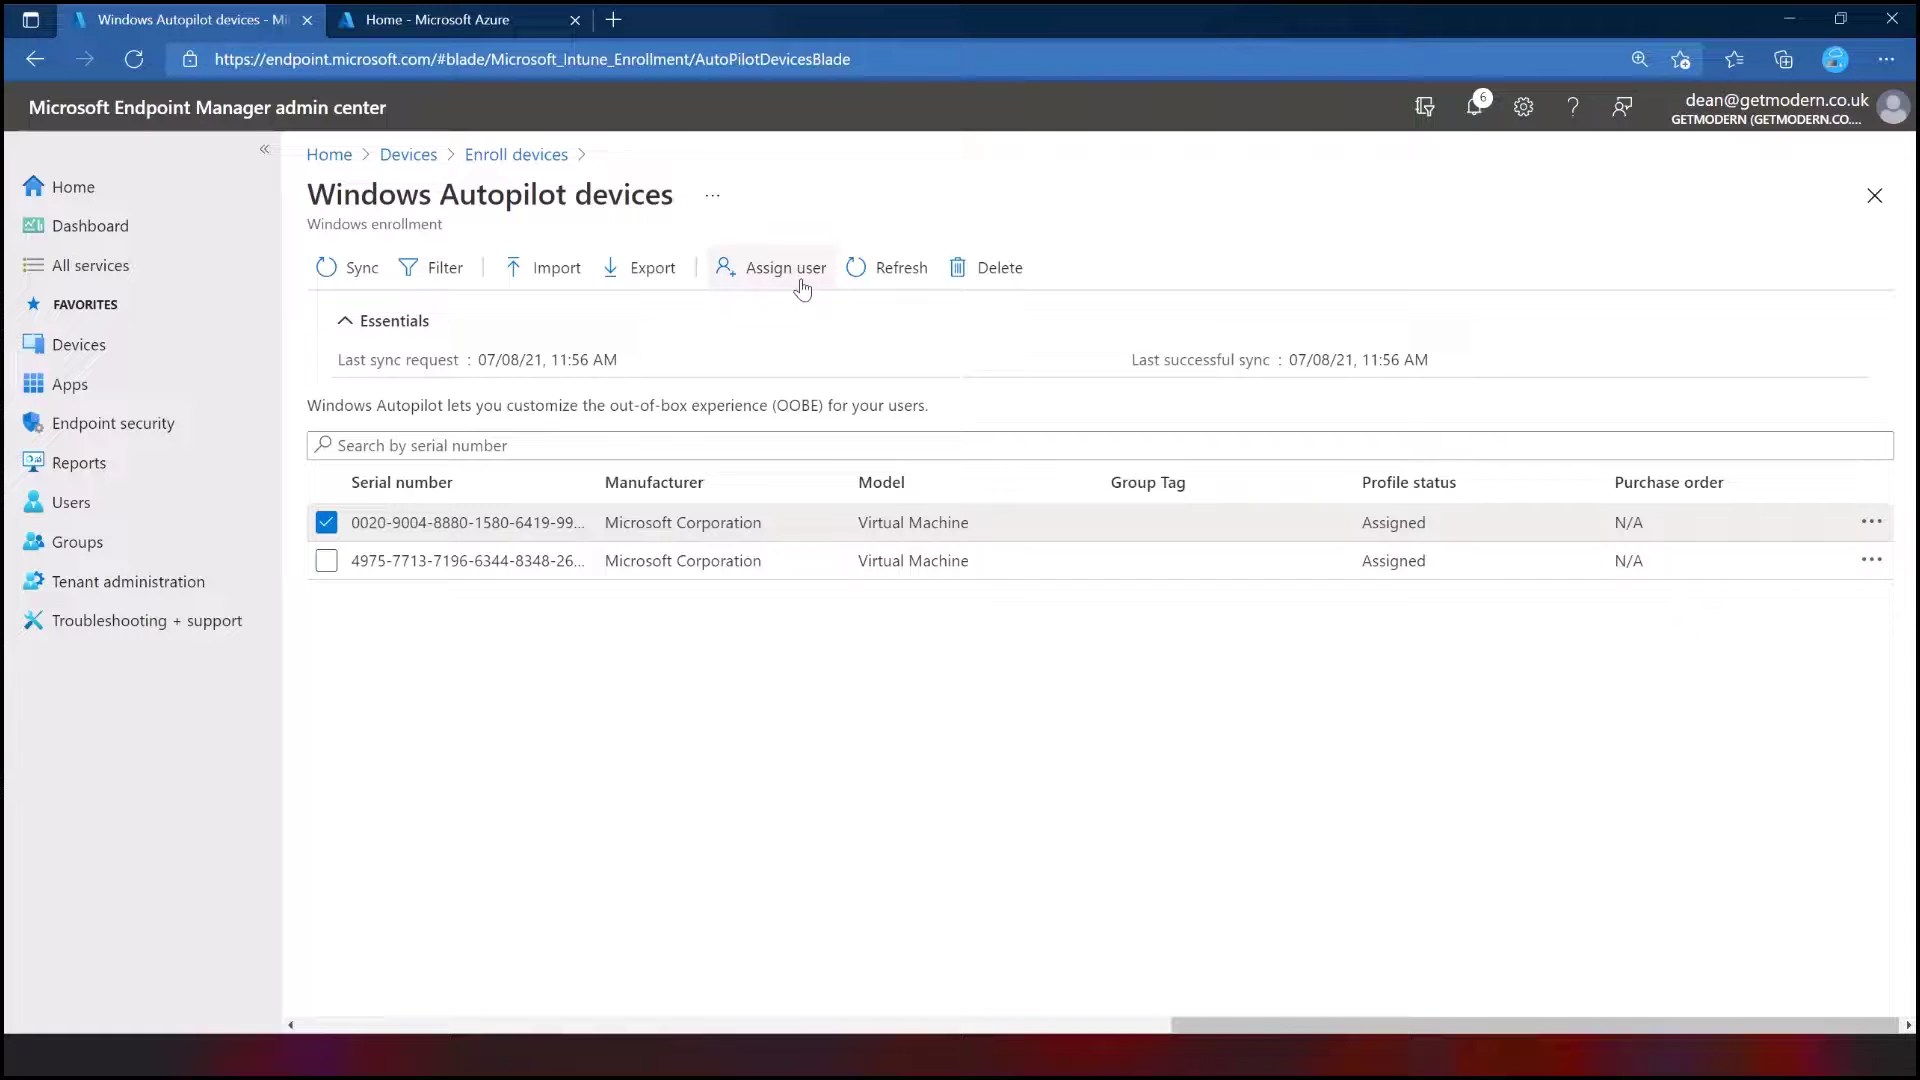 Windows Autopilot devices - Mi
Home - Microsoft Azure
https://endpoint.microsoft.com/#blade/Microsoft_Intune_Enrollment/AutoPilotDevicesBlade
Microsoft Endpoint Manager admin center
6
dean@getmodern.co.uk
GETMODERN (GETMODERN.CO....
Home > Devices > Enroll devices >
Windows Autopilot devices ...
Windows enrollment
Sync Filter Import Export Assign user Refresh Delete
Essentials
Last sync request : 07/08/21, 11:56 AM
Last successful sync : 07/08/21, 11:56 AM
Windows Autopilot lets you customize the out-of-box experience (OOBE) for your users.
Search by serial number
Serial number Manufacturer Model Group Tag Profile status Purchase order
0020-9004-8880-1580-6419-99... Microsoft Corporation Virtual Machine Assigned N/A ...
4975-7713-7196-6344-8348-26... Microsoft Corporation Virtual Machine Assigned N/A ...
Home
Dashboard
All services
FAVORITES
Devices
Apps
Endpoint security
Reports
Users
Groups
Tenant administration
Troubleshooting + support